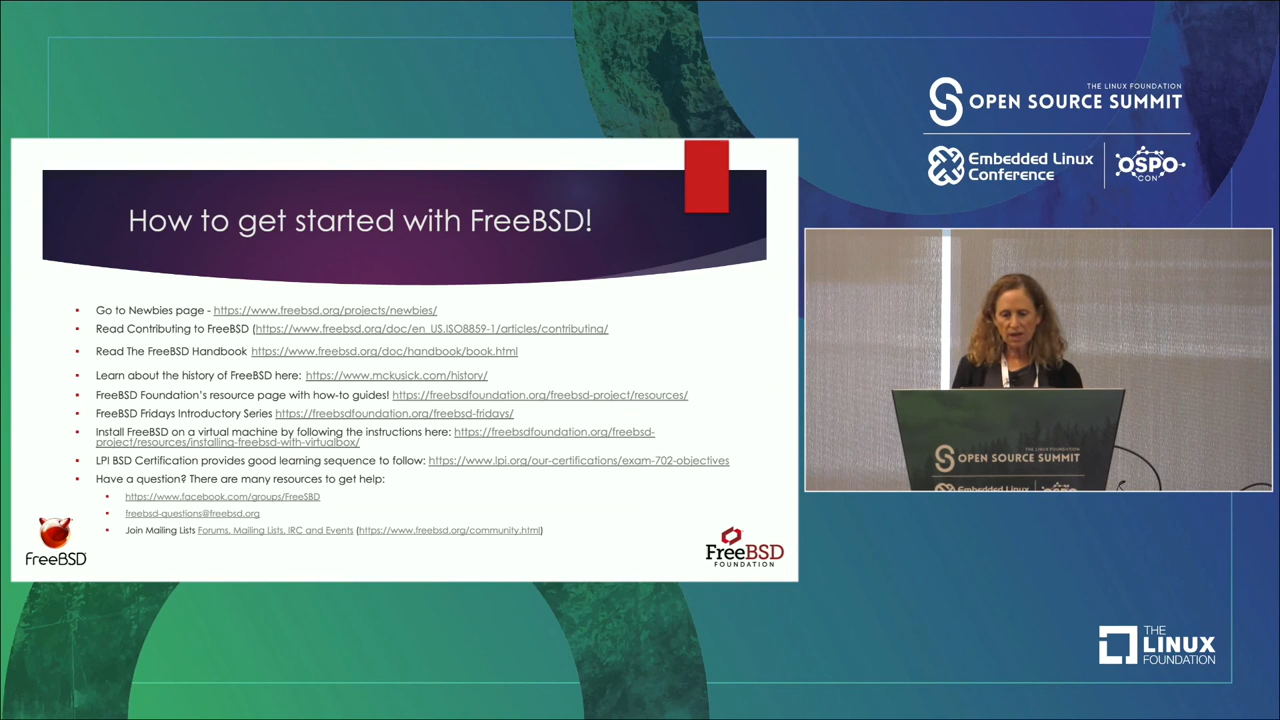 THE LINUX FOUNDATION
OPEN SOURCE SUMMIT
Embedded Linux
Conference
OSPO
CON
How to get started with FreeBSD!
Go to Newbies page - https://www.freebsd.org/projects/newbies/
Read Contributing to FreeBSD (https://www.freebsd.org/doc/en_US.ISO8859-1/articles/contributing/
Read The FreeBSD Handbook https://www.freebsd.org/doc/handbook/book.html
Learn about the history of FreeBSD here: https://www.mckusick.com/history/
FreeBSD Foundation's resource page with how-to guides! https://freebsdfoundation.org/freebsd-project/resources/
FreeBSD Fridays Introductory Series https://freebsdfoundation.org/freebsd-fridays/
Install FreeBSD on a virtual machine by following the instructions here: https://freebsdfoundation.org/freebsd-
project/resources/installing-freebsd-with-virtualbox/
LPI BSD Certification provides good learning sequence to follow: https://www.lpi.org/our-certifications/exam-702-objectives
Have a question? There are many resources to get help:
https://www.facebook.com/groups/FreeSBD
freebsd-questions@freebsd.org
Join Mailing Lists Forums, Mailing Lists, IRC and Events (https://www.freebsd.org/community.html)
FreeBSD
FreeBSD
FOUNDATION
OPEN SOURCE SUMMIT
Embedded Linux
OSPO
THE
LINUX
FOUNDATION